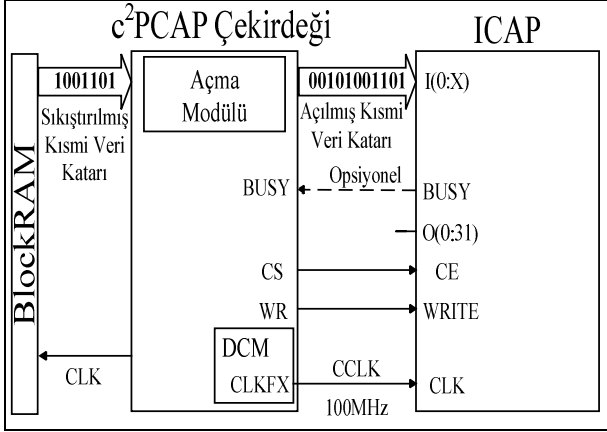 c²PCAP Çekirdeği
ICAP
BlockRAM
1001101
Sıkıştırılmış
Kısmi Veri
Katarı
Açma
Modülü
00101001101
Açılmış Kısmi
Veri Katarı
I(0:X)
BUSY
Opsiyonel
BUSY
O(0:31)
CS
CE
WR
WRITE
DCM
CLKFX
CLK
CCLK
100MHz
CLK